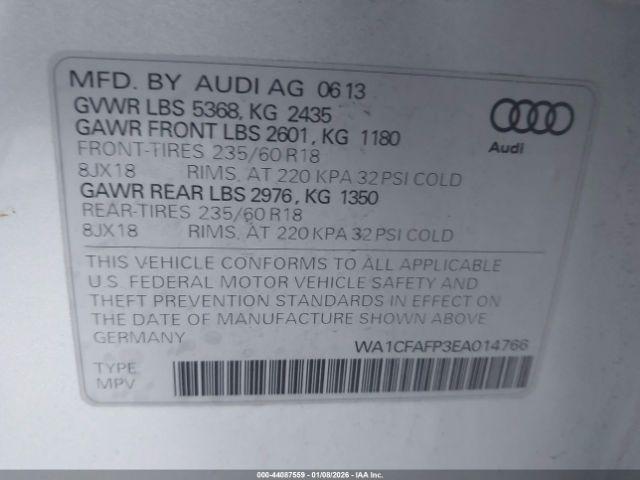 MFD. BY AUDI AG 0613
GVWR LBS 5368, KG 2435
GAWR FRONT LBS 2601, KG 1180
FRONT-TIRES 235/60 R18
8JX18 RIMS, AT 220 KPA 32 PSI COLD
GAWR REAR LBS 2976, KG 1350
REAR-TIRES 235/60 R18
8JX18 RIMS, AT 220 KPA 32 PSI COLD
Audi
THIS VEHICLE CONFORMS TO ALL APPLICABLE
U.S. FEDERAL MOTOR VEHICLE SAFETY AND
THEFT PREVENTION STANDARDS IN EFFECT ON
THE DATE OF MANUFACTURE SHOWN ABOVE.
GERMANY
WA1CFAFP3EA014766
TYPE:
MPV
000-44087559 - 01/08/2026 - IAA Inc.